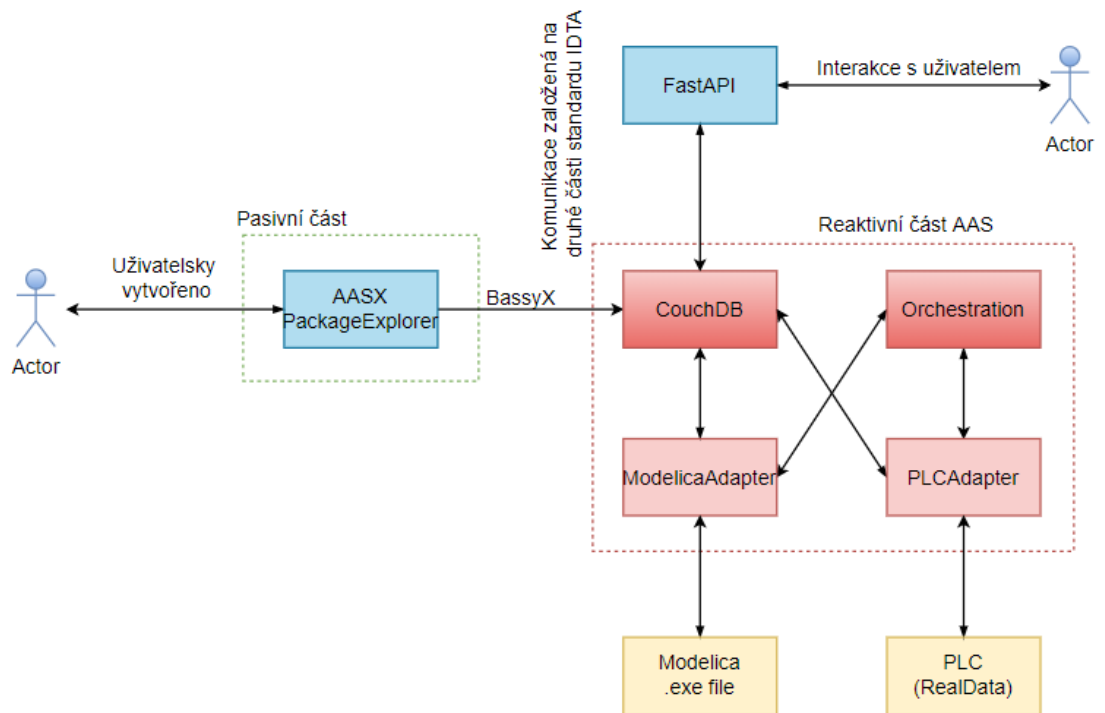 Komunikace založená na
druhé části standardu IDTA
FastAPI
Interakce s uživatelem
Actor
Pasivní část
Reaktivní část AAS
Uživatelsky
vytvořeno
Actor
AASX
PackageExplorer
BassyX
CouchDB
Orchestration
ModelicaAdapter
PLCAdapter
Modelica
.exe file
PLC
(RealData)